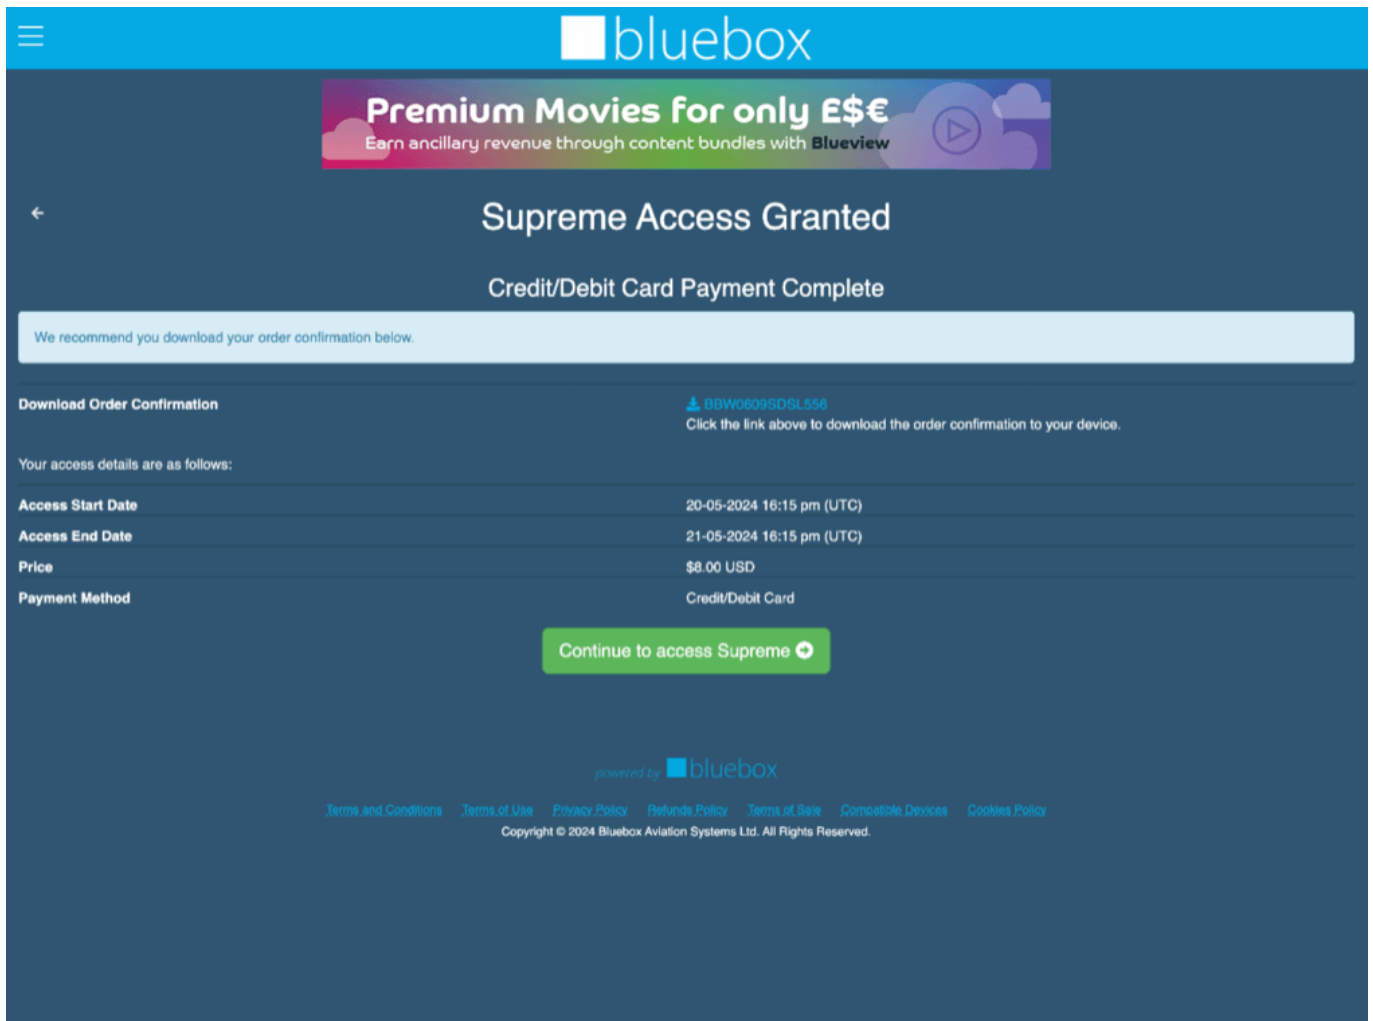 bluebox
Premium Movies for only £$€
Earn ancillary revenue through content bundles with Blueview
Supreme Access Granted
Credit/Debit Card Payment Complete
We recommend you download your order confirmation below.
Download Order Confirmation
BBW0609SDSL556
Click the link above to download the order confirmation to your device.
Your access details are as follows:
Access Start Date 20-05-2024 16:15 pm (UTC)
Access End Date 21-05-2024 16:15 pm (UTC)
Price $8.00 USD
Payment Method Credit/Debit Card
Continue to access Supreme
powered by bluebox
Terms and Conditions Terms of Use Privacy Policy Refunds Policy Terms of Sale Compatible Devices Cookies Policy
Copyright © 2024 Bluebox Aviation Systems Ltd. All Rights Reserved.